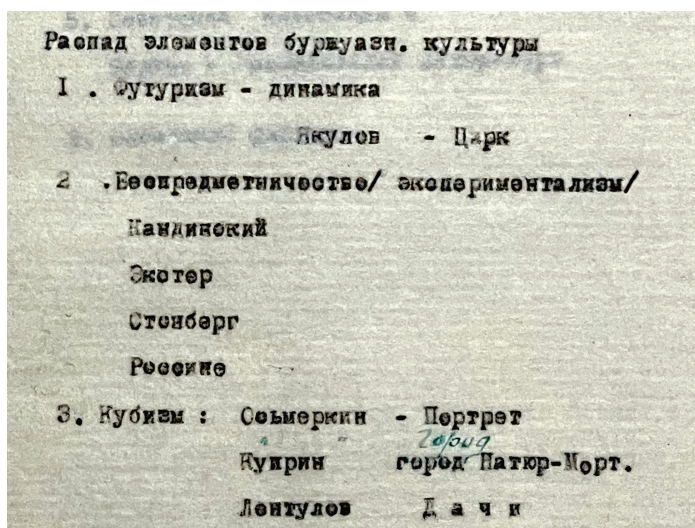 Распад элементов буржуазн. культуры
I . Футуризм - динамика
Якулов - Цирк
2 .Беспредметничество/ экспериментализм/
Кандинский
Экстер
Стенберг
Россине
3. Кубизм : Осьмеркин - Портрет
Город
Куприн город Натюр-Морт.
Лентулов Д а ч и